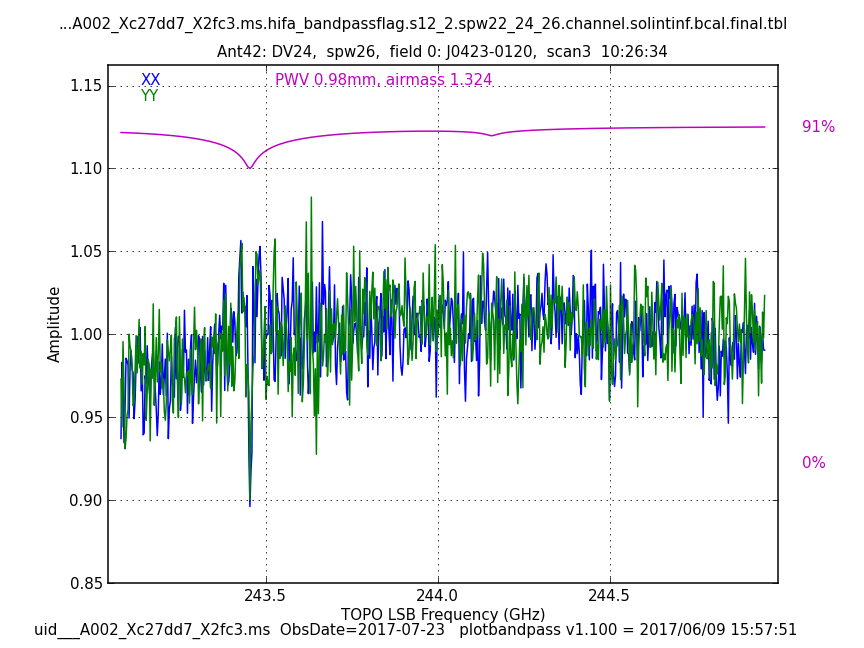 ...A002_Xc27dd7_X2fc3.ms.hifa_bandpassflag.s12_2.spw22_24_26.channel.solintinf.bcal.final.tbl
Ant42: DV24, spw26, field 0: J0423-0120, scan3 10:26:34
XX
YY
PWV 0.98mm, airmass 1.324
91%
0%
1.15
1.10
1.05
1.00
0.95
0.90
0.85
Amplitude
243.5 244.0 244.5
TOPO LSB Frequency (GHz)
uid___A002_Xc27dd7_X2fc3.ms ObsDate=2017-07-23 plotbandpass v1.100 = 2017/06/09 15:57:51